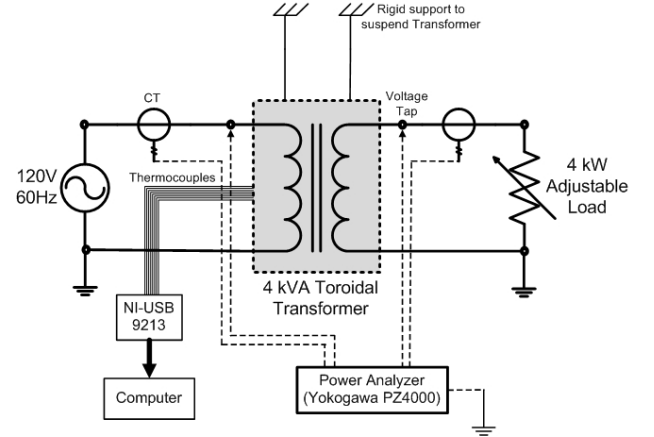 Rigid support to
suspend Transformer
CT
Voltage
Tap
120V
60Hz
Thermocouples
4 kW
Adjustable
Load
4 kVA Toroidal
Transformer
NI-USB
9213
Computer
Power Analyzer
(Yokogawa PZ4000)